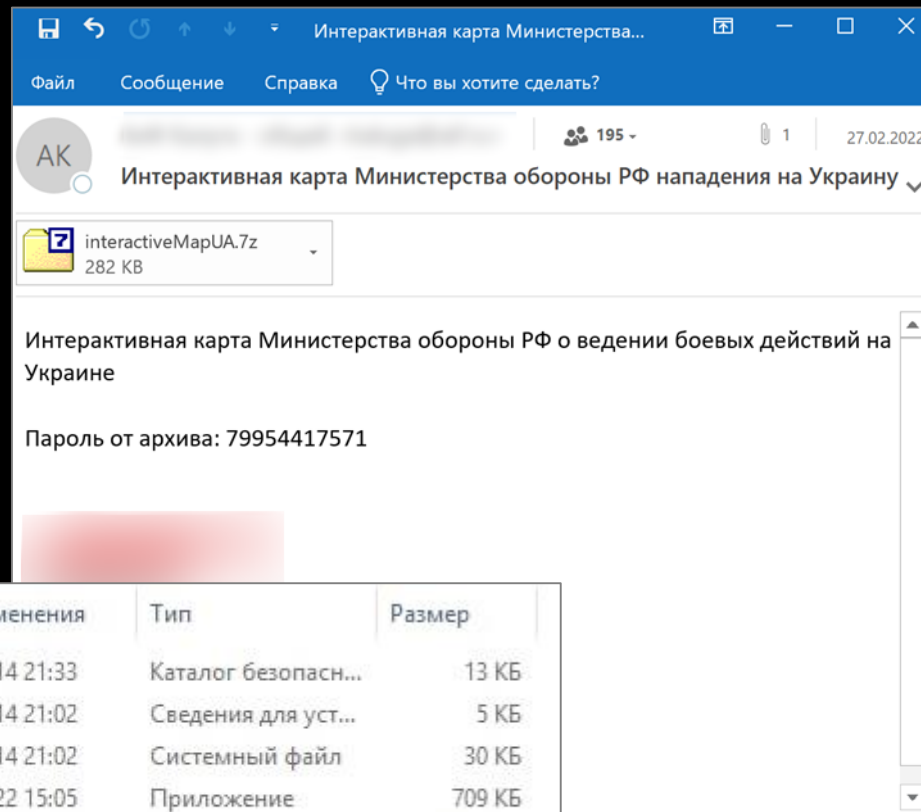 Интерактивная карта Министерства...
Файл Сообщение Справка Что вы хотите сделать?
АК
195
1
27.02.2022
Интерактивная карта Министерства обороны РФ нападения на Украину
7
interactiveMapUA.7z
282 KB
Интерактивная карта Министерства обороны РФ о ведении боевых действий на
Украине
Пароль от архива: 79954417571
менения Тип Размер
14 21:33 Каталог безопасн... 13 КБ
14 21:02 Сведения для уст... 5 КБ
14 21:02 Системный файл 30 КБ
22 15:05 Приложение 709 КБ